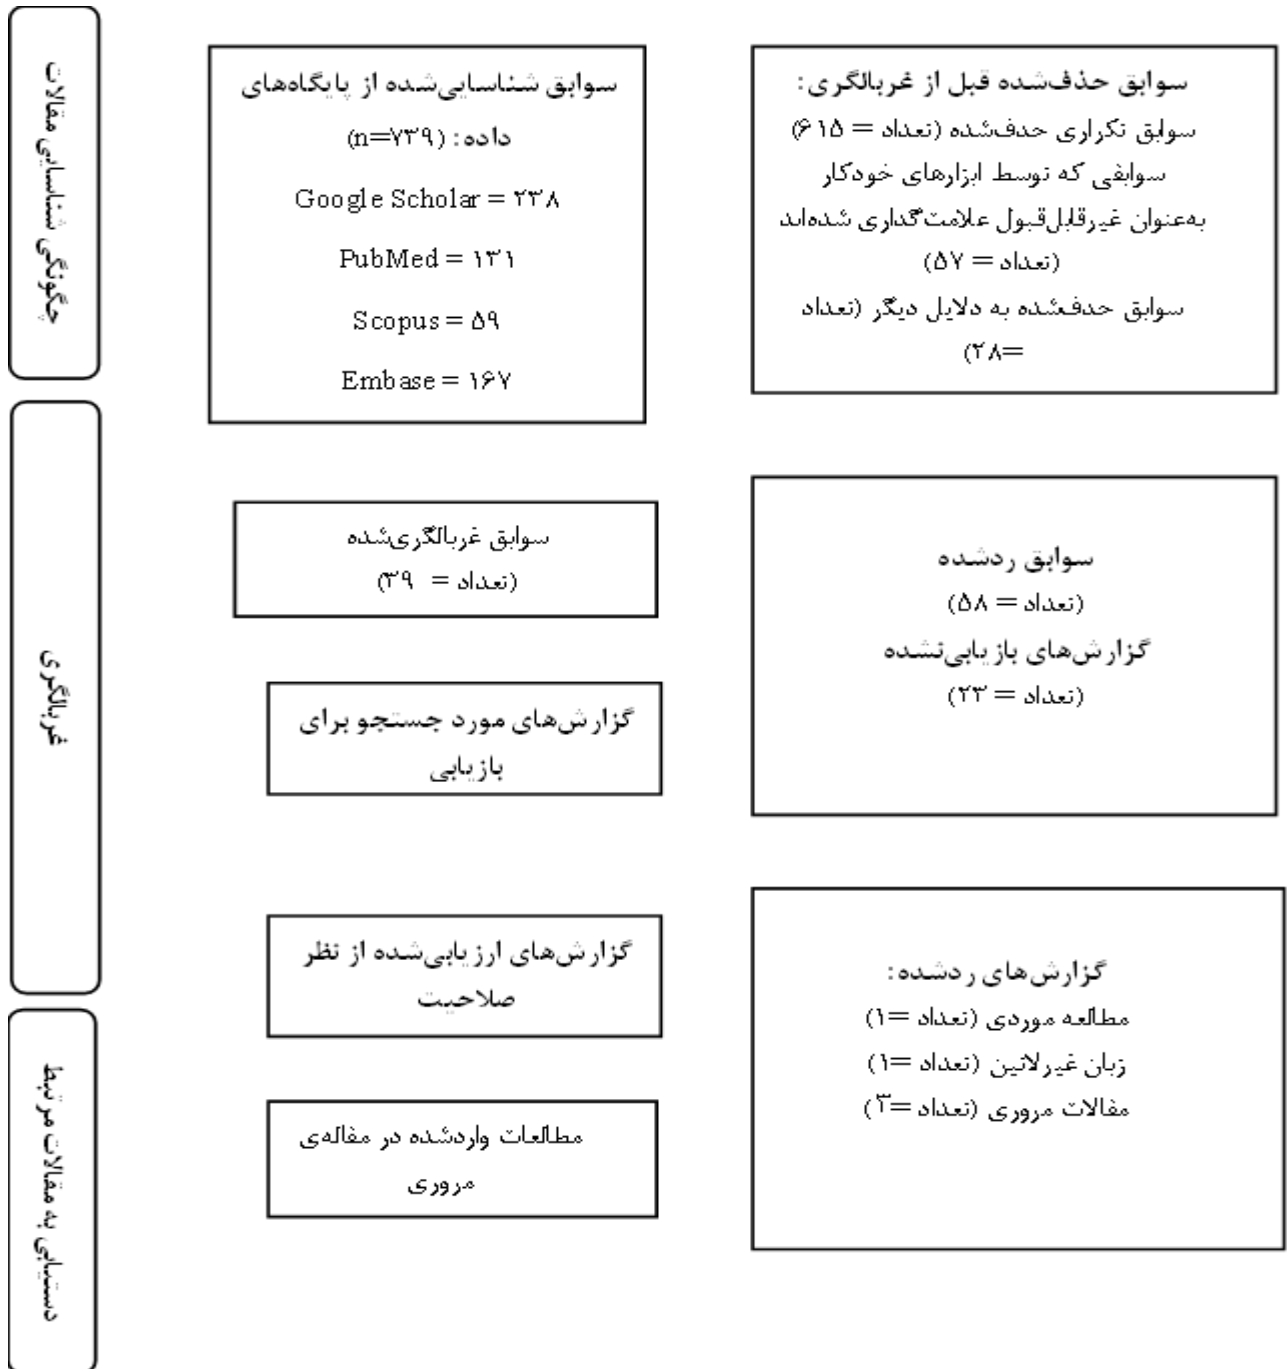 چگونگی شناسایی مقالات
سوابق شناسایی‌شده از پایگاه‌های
داده: (n=۷۳۹)
Google Scholar = ۲۳۸
PubMed = ۱۳۱
Scopus = ۵۹
Embase = ۱۶۷
سوابق حذف‌شده قبل از غربالگری:
سوابق تکراری حذف‌شده (تعداد = ۶۱۵)
سوابقی که توسط ابزارهای خودکار
به‌عنوان غیرقابل‌قبول علامت‌گذاری شده‌اند
(تعداد = ۵۷)
سوابق حذف‌شده به دلایل دیگر (تعداد
=۲۸)
غربالگری
سوابق غربالگری‌شده
(تعداد = ۳۹)
سوابق ردشده
(تعداد = ۵۸)
گزارش‌های بازیابی‌نشده
(تعداد = ۲۳)
گزارش‌های مورد جستجو برای
بازیابی
گزارش‌های ارزیابی‌شده از نظر
صلاحیت
گزارش‌های ردشده:
مطالعه موردی (تعداد =۱)
زبان غیرلاتین (تعداد =۱)
مقالات مروری (تعداد =۳)
دستیابی به مقالات مرتبط
مطالعات واردشده در مقاله‌ی
مروری